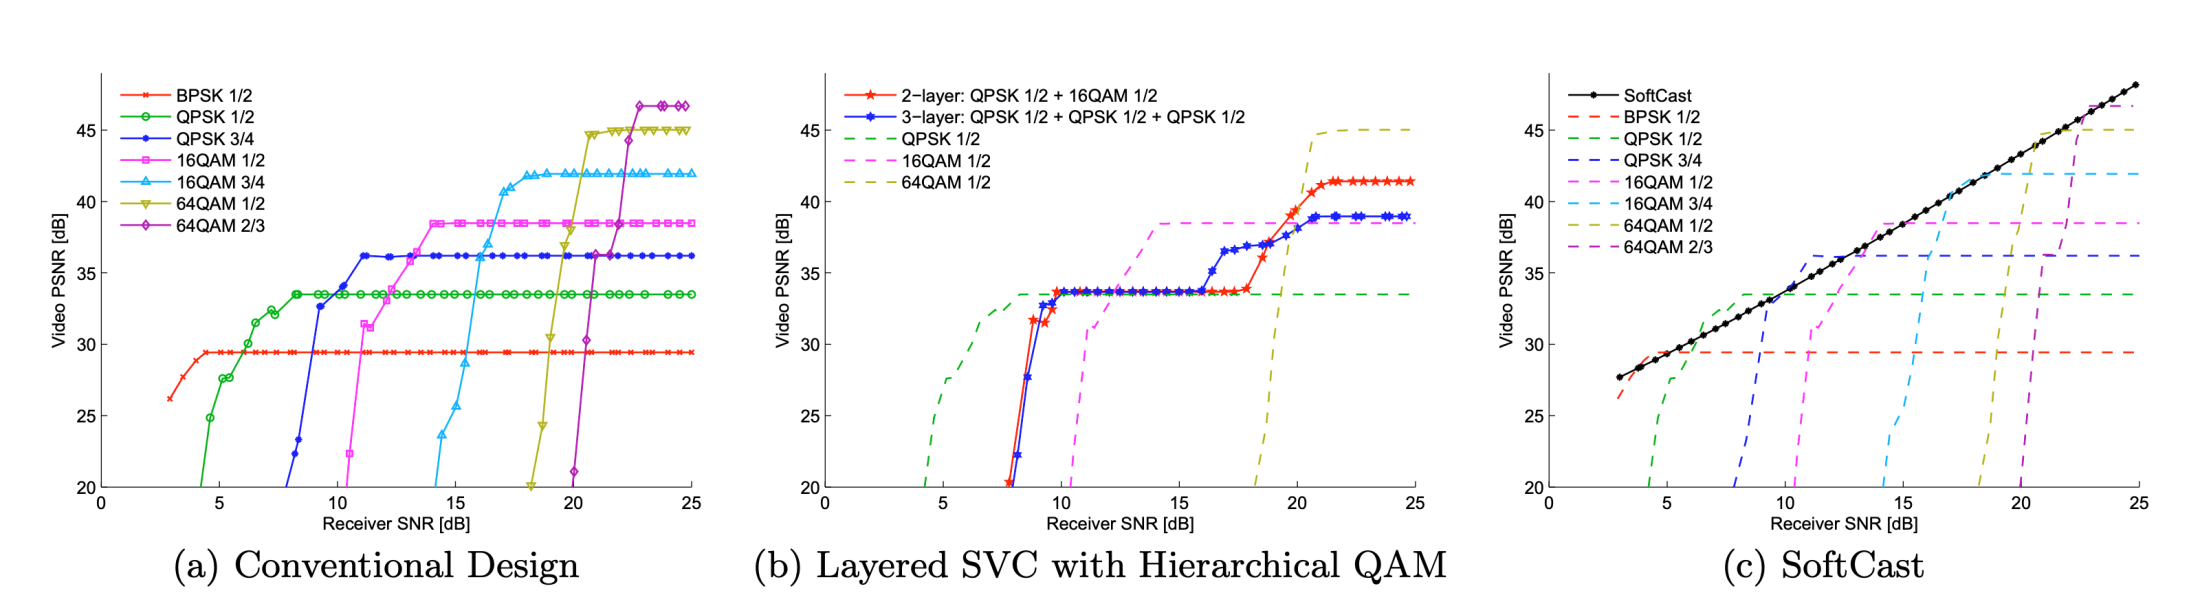 BPSK 1/2
QPSK 1/2
QPSK 3/4
16QAM 1/2
16QAM 3/4
64QAM 1/2
64QAM 2/3
45
40
35
30
25
20
0 5 10 15 20 25
Video PSNR [dB]
Receiver SNR [dB]
(a) Conventional Design
2−layer: QPSK 1/2 + 16QAM 1/2
3−layer: QPSK 1/2 + QPSK 1/2 + QPSK 1/2
QPSK 1/2
16QAM 1/2
64QAM 1/2
45
40
35
30
25
20
0 5 10 15 20 25
Video PSNR [dB]
Receiver SNR [dB]
(b) Layered SVC with Hierarchical QAM
SoftCast
BPSK 1/2
QPSK 1/2
QPSK 3/4
16QAM 1/2
16QAM 3/4
64QAM 1/2
64QAM 2/3
45
40
35
30
25
20
0 5 10 15 20 25
Video PSNR [dB]
Receiver SNR [dB]
(c) SoftCast